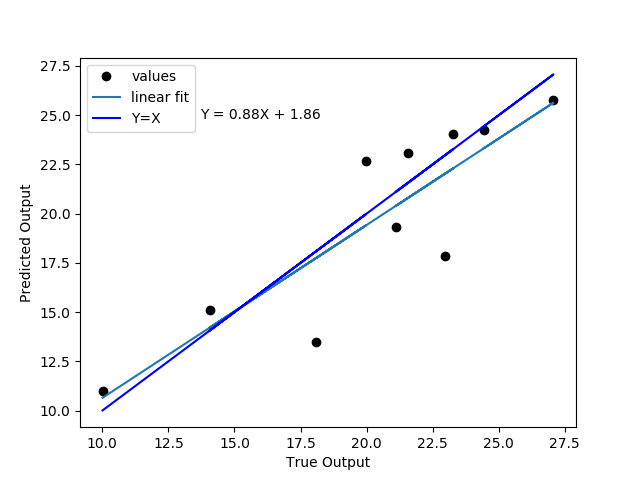 values
linear fit
Y=X
Y = 0.88X + 1.86
Predicted Output
27.5
25.0
22.5
20.0
17.5
15.0
12.5
10.0
10.0 12.5 15.0 17.5 20.0 22.5 25.0 27.5
True Output